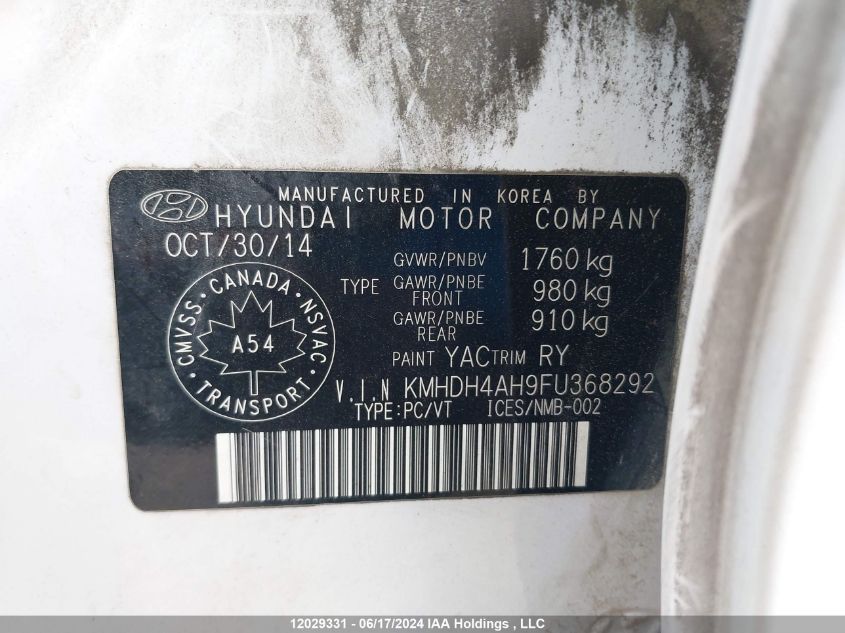 MANUFACTURED IN KOREA BY
HYUNDAI MOTOR COMPANY
OCT/30/14
GVWR/PNBV 1760 kg
TYPE GAWR/PNBE FRONT 980 kg
GAWR/PNBE REAR 910 kg
PAINT YAC TRIM RY
V.I.N KMHDH4AH9FU368292
TYPE:PC/VT ICES/NMB-002
CMVSS · CANADA · NSVAC
A54
· TRANSPORT ·
12029331 - 06/17/2024 IAA Holdings , LLC